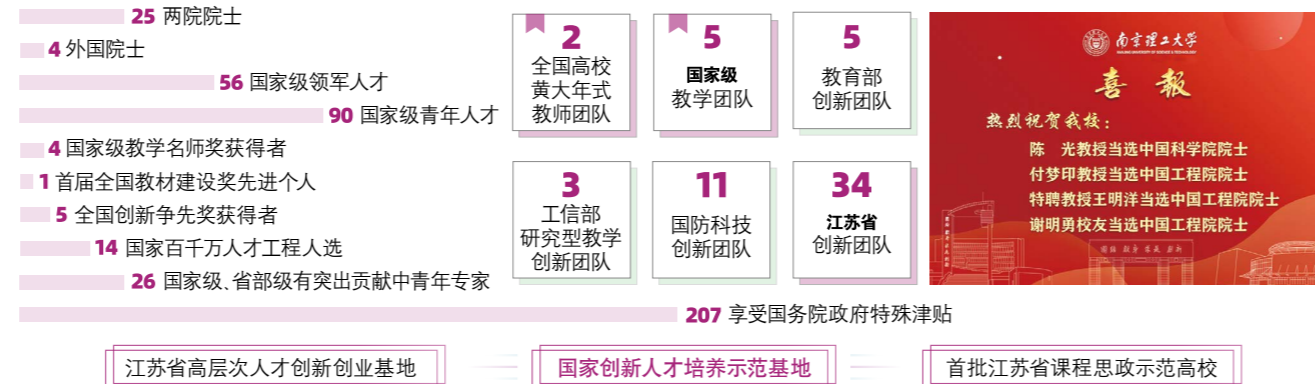 25 两院院士
4 外国院士
56 国家级领军人才
90 国家级青年人才
4 国家级教学名师奖获得者
1 首届全国教材建设奖先进个人
5 全国创新争先奖获得者
14 国家百千万人才工程人选
26 国家级、省部级有突出贡献中青年专家
207 享受国务院政府特殊津贴
2
全国高校
黄大年式
教师团队
5
国家级
教学团队
5
教育部
创新团队
3
工信部
研究型教学
创新团队
11
国防科技
创新团队
34
江苏省
创新团队
南京理工大学
NANJING UNIVERSITY OF SCIENCE & TECHNOLOGY
喜报
热烈祝贺我校：
陈 光教授当选中国科学院院士
付梦印教授当选中国工程院院士
特聘教授王明洋当选中国工程院院士
谢明勇校友当选中国工程院院士
江苏省高层次人才创新创业基地
国家创新人才培养示范基地
首批江苏省课程思政示范高校